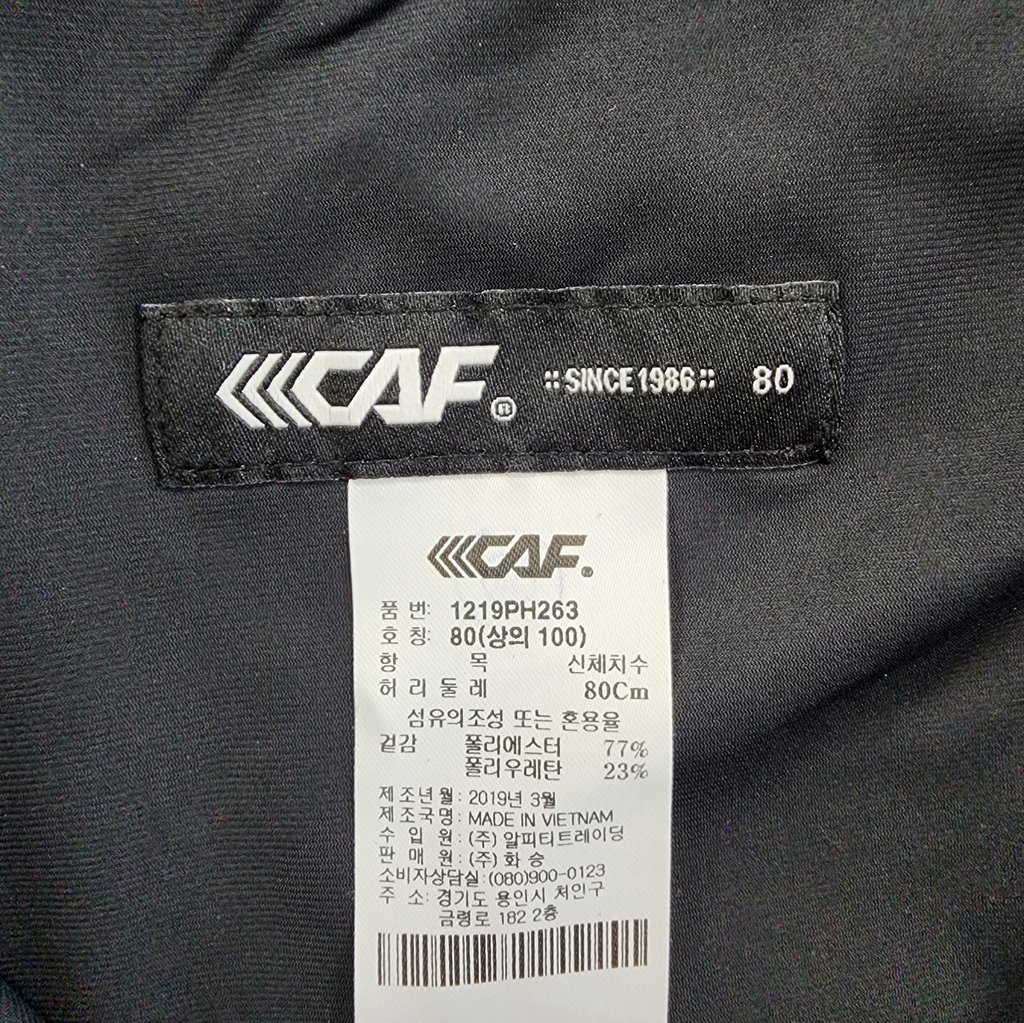 CAF® :: SINCE 1986 :: 80
CAF®
품 번: 1219PH263
호 칭: 80(상의 100)
항 목 신체치수
허 리 둘 레 80Cm
섬유의조성 또는 혼용율
겉감 폴리에스터 77%
폴리우레탄 23%
제조년월: 2019년 3월
제조국명: MADE IN VIETNAM
수 입 원: (주) 알피티트레이딩
판 매 원: (주) 화 승
소비자상담실: (080)900-0123
주 소: 경기도 용인시 처인구
금령로 182 2층